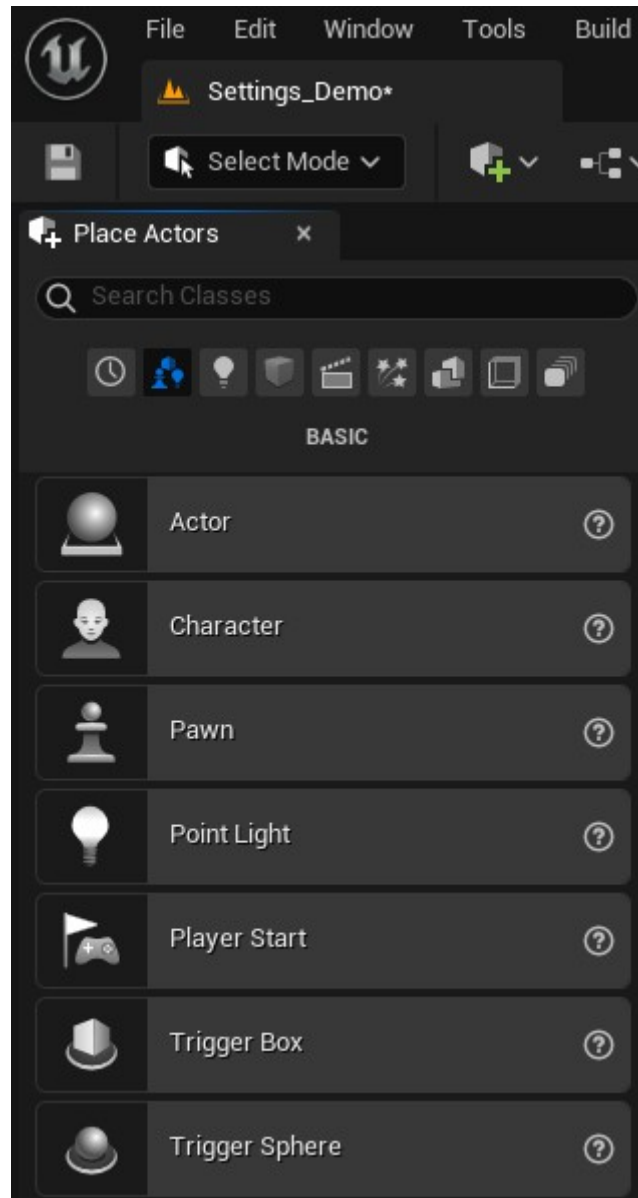 File Edit Window Tools Build
Settings_Demo*
Select Mode
Place Actors
Search Classes
BASIC
Actor
Character
Pawn
Point Light
Player Start
Trigger Box
Trigger Sphere